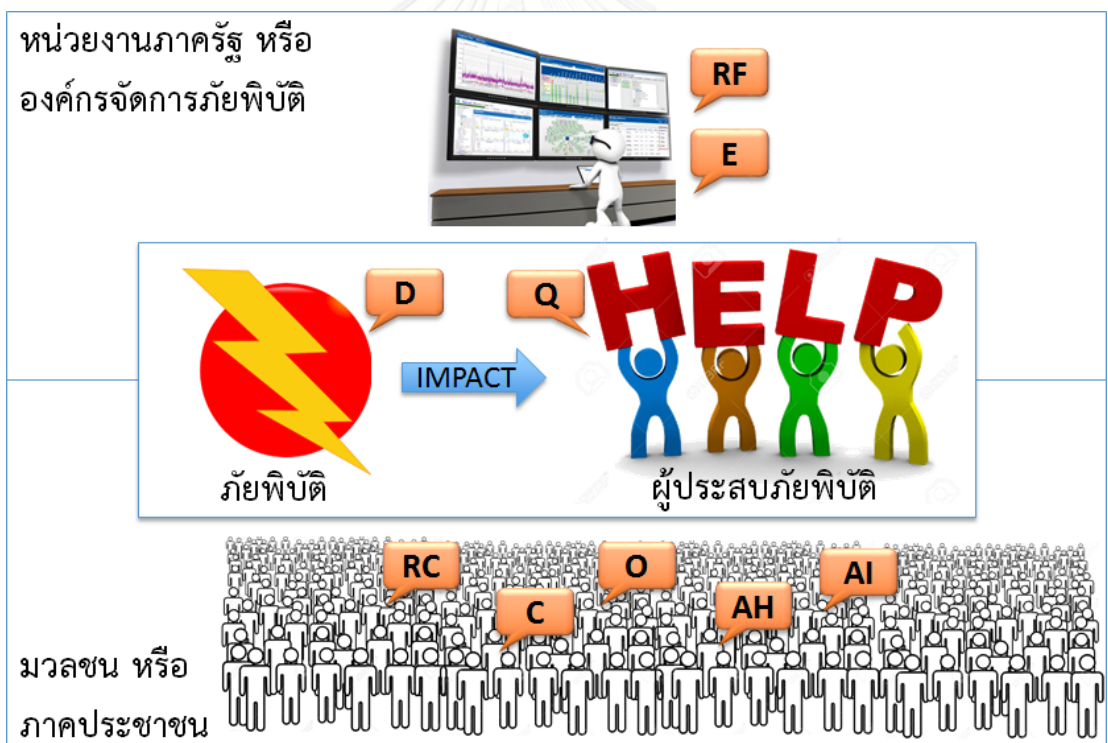 หน่วยงานภาครัฐ หรือ
องค์กรจัดการภัยพิบัติ
RF
E
D
Q
HELP
IMPACT
ภัยพิบัติ
ผู้ประสบภัยพิบัติ
RC
O
AI
C
AH
มวลชน หรือ
ภาคประชาชน